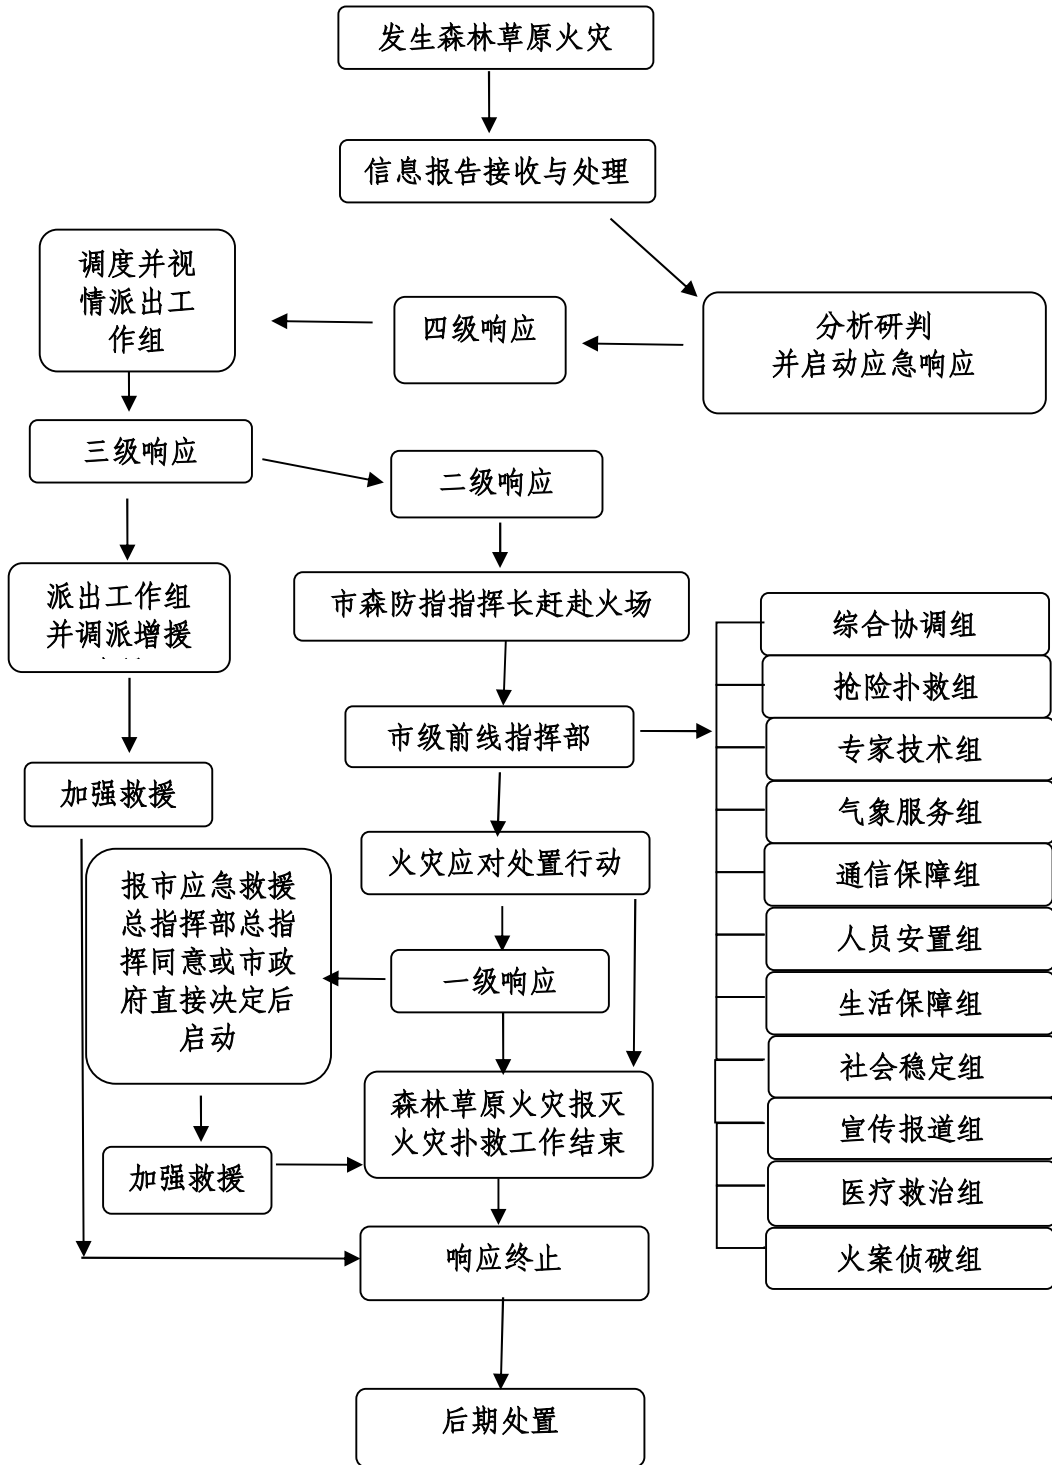 发生森林草原火灾
信息报告接收与处理
调度并视
情派出工
作组
四级响应
分析研判
并启动应急响应
三级响应
二级响应
派出工作组
并调派增援
市森防指指挥长赶赴火场
市级前线指挥部
加强救援
火灾应对处置行动
报市应急救援
总指挥部总指
挥同意或市政
府直接决定后
启动
一级响应
森林草原火灾报灭
火灾扑救工作结束
加强救援
响应终止
后期处置
综合协调组
抢险扑救组
专家技术组
气象服务组
通信保障组
人员安置组
生活保障组
社会稳定组
宣传报道组
医疗救治组
火案侦破组